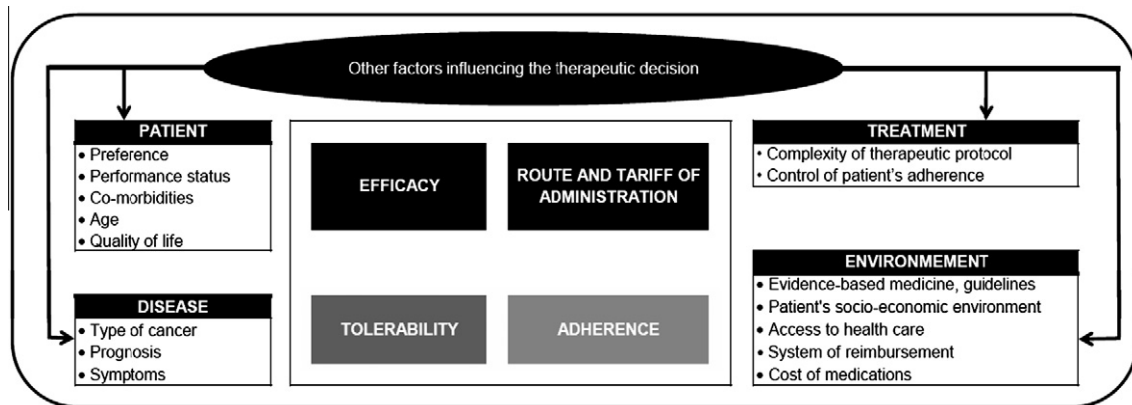 Other factors influencing the therapeutic decision
PATIENT
• Preference
• Performance status
• Co-morbidities
• Age
• Quality of life
DISEASE
• Type of cancer
• Prognosis
• Symptoms
EFFICACY
ROUTE AND TARIFF OF
ADMINISTRATION
TOLERABILITY
ADHERENCE
TREATMENT
• Complexity of therapeutic protocol
• Control of patient's adherence
ENVIRONMEMENT
• Evidence-based medicine, guidelines
• Patient's socio-economic environment
• Access to health care
• System of reimbursement
• Cost of medications